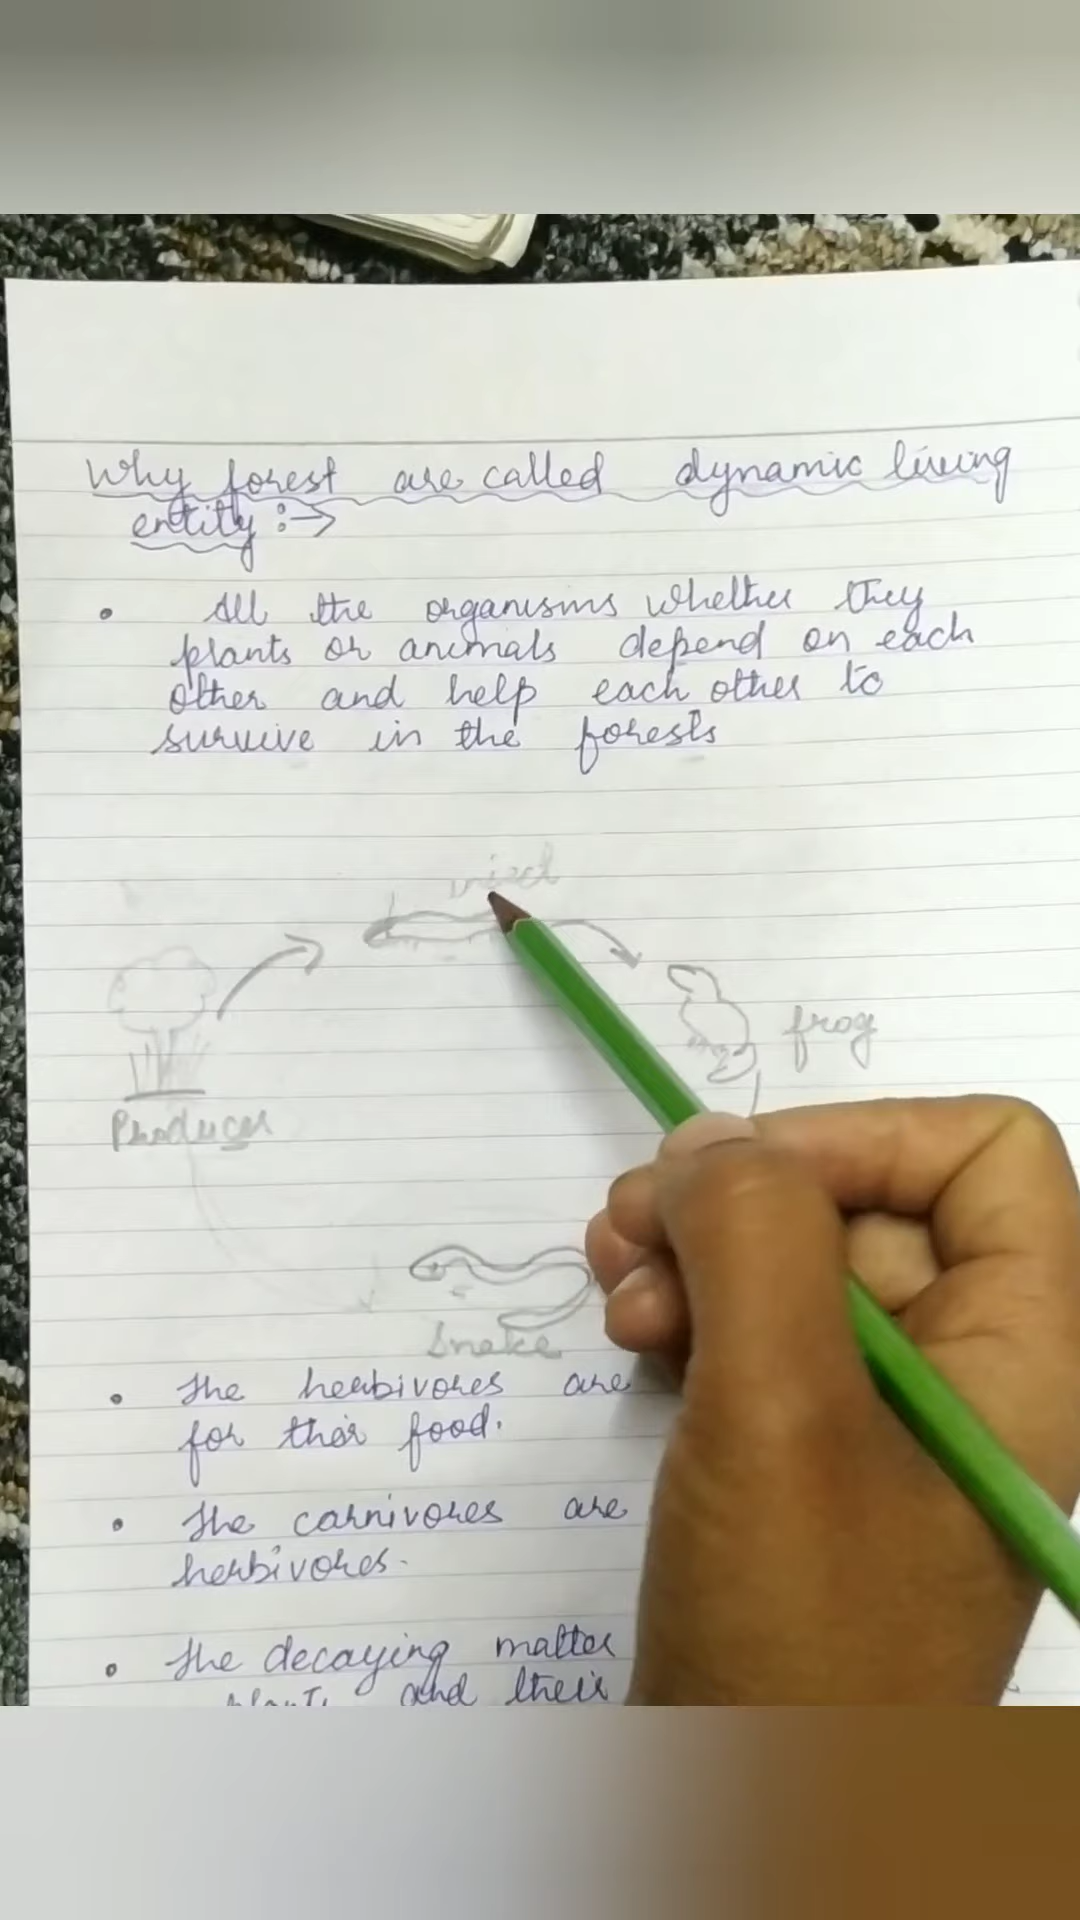 Why forest are called dynamic living
entity :→
• All the organisms whether they
plants or animals depend on each
other and help each other to
survive in the forests
frog
Producer
Snake
• The herbivores are
for their food.
• The carnivores are
herbivores.
• The decaying matter
plants and their